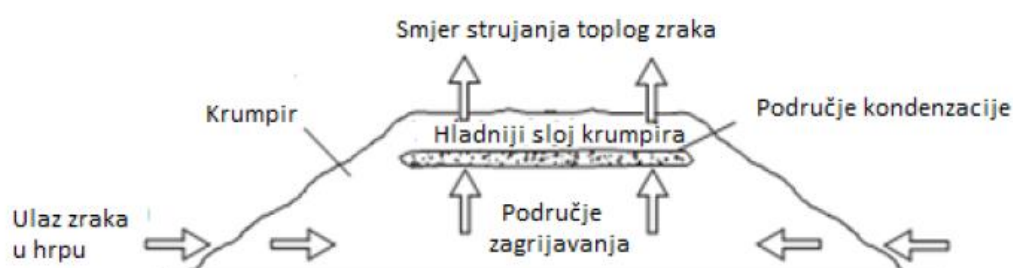 Smjer strujanja toplog zraka
Krumpir
Područje kondenzacije
Hladniji sloj krumpira
Ulaz zraka
u hrpu
Područje
zagrijavanja